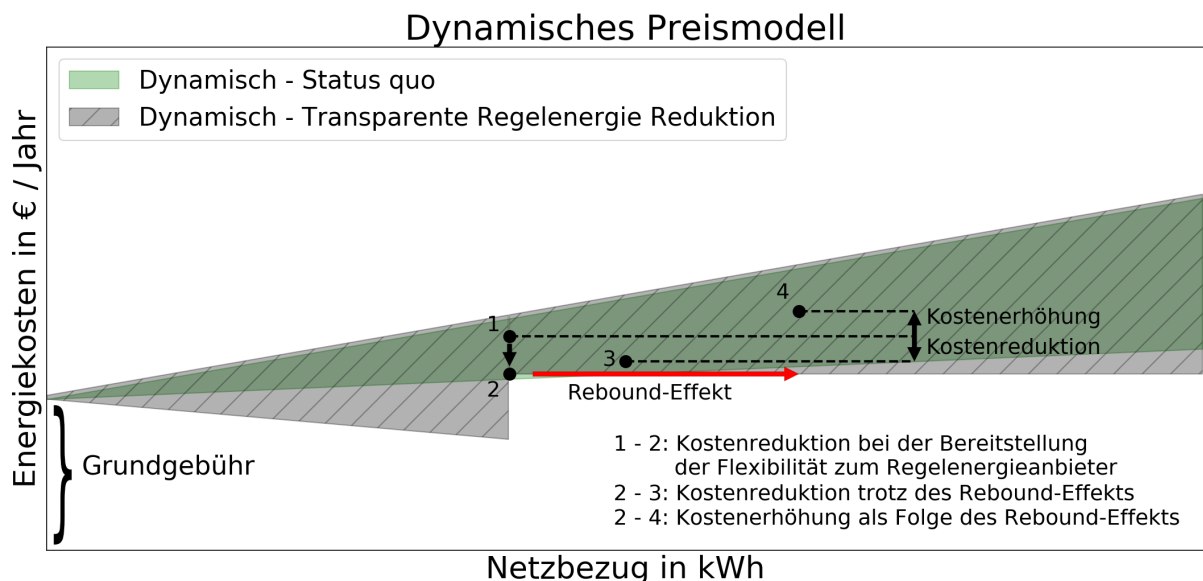 Dynamisches Preismodell
Dynamisch - Status quo
Dynamisch - Transparente Regelenergie Reduktion
Energiekosten in € / Jahr
1
2
3
4
Kostenerhöhung
Kostenreduktion
Rebound-Effekt
Grundgebühr
1 - 2: Kostenreduktion bei der Bereitstellung
der Flexibilität zum Regelenergieanbieter
2 - 3: Kostenreduktion trotz des Rebound-Effekts
2 - 4: Kostenerhöhung als Folge des Rebound-Effekts
Netzbezug in kWh